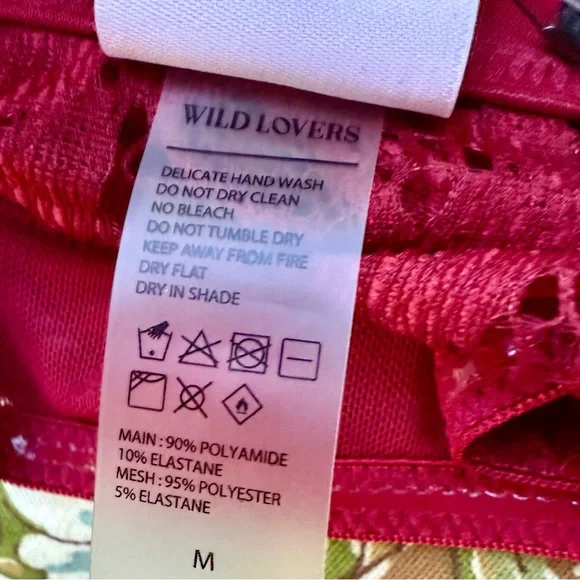 WILD LOVERS
DELICATE HAND WASH
DO NOT DRY CLEAN
NO BLEACH
DO NOT TUMBLE DRY
KEEP AWAY FROM FIRE
DRY FLAT
DRY IN SHADE
MAIN : 90% POLYAMIDE
10% ELASTANE
MESH : 95% POLYESTER
5% ELASTANE
M